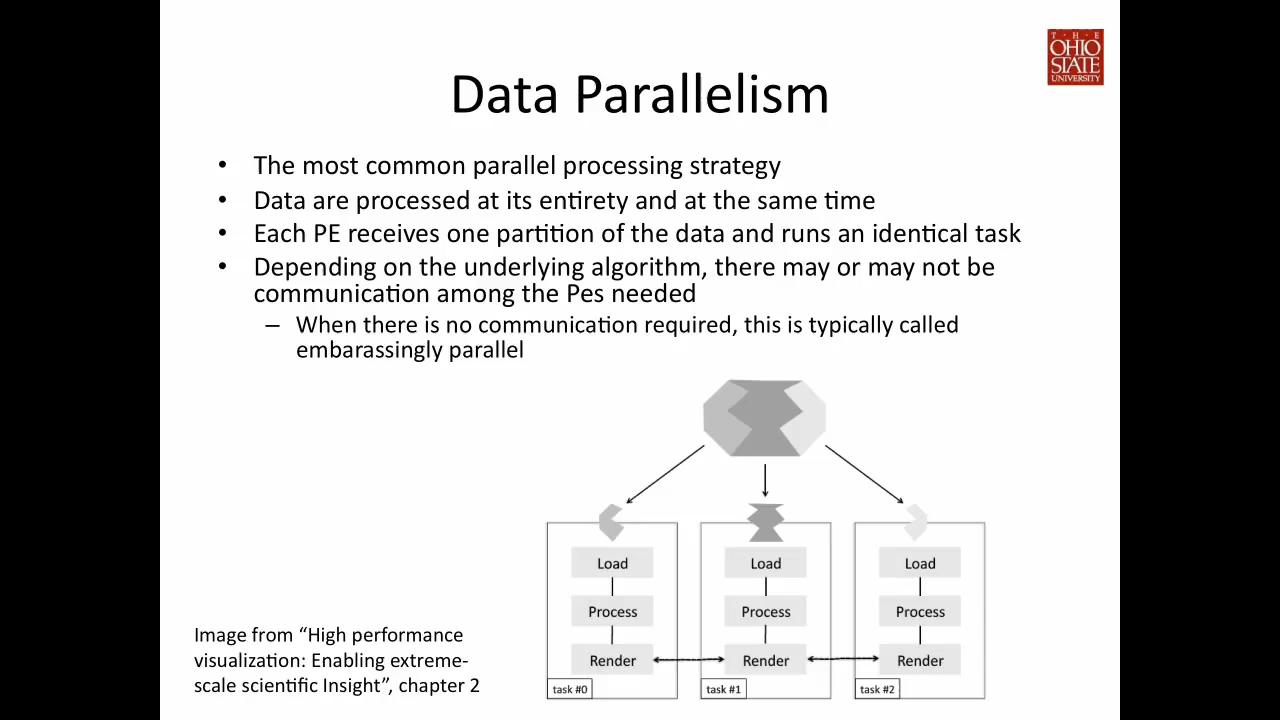 T · H · E
OHIO
STATE
UNIVERSITY
Data Parallelism
• The most common parallel processing strategy
• Data are processed at its entirety and at the same time
• Each PE receives one partition of the data and runs an identical task
• Depending on the underlying algorithm, there may or may not be
communication among the Pes needed
– When there is no communication required, this is typically called
embarassingly parallel
Load
Load
Load
Process
Process
Process
Render
Render
Render
task #0
task #1
task #2
Image from “High performance
visualization: Enabling extreme-
scale scientific Insight”, chapter 2